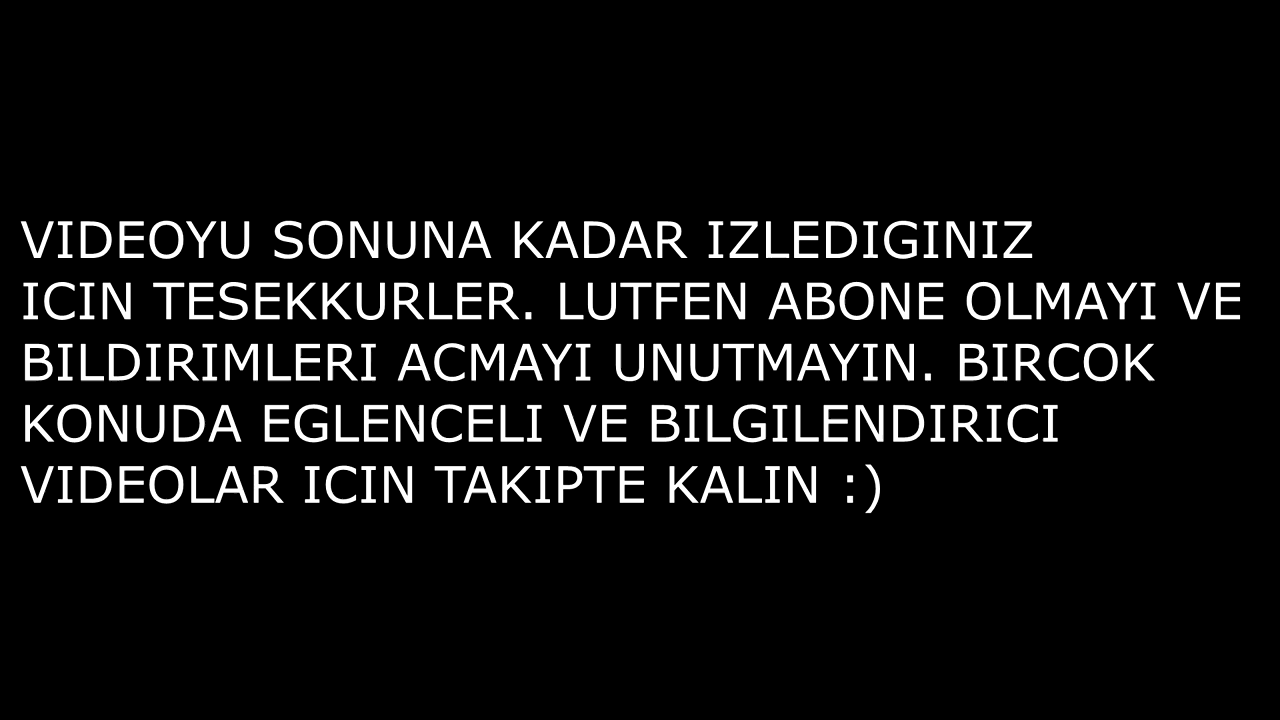 VIDEOYU SONUNA KADAR IZLEDIGINIZ
ICIN TESEKKURLER. LUTFEN ABONE OLMAYI VE
BILDIRIMLERI ACMAYI UNUTMAYIN. BIRCOK
KONUDA EGLENCELI VE BILGILENDIRICI
VIDEOLAR ICIN TAKIPTE KALIN :)